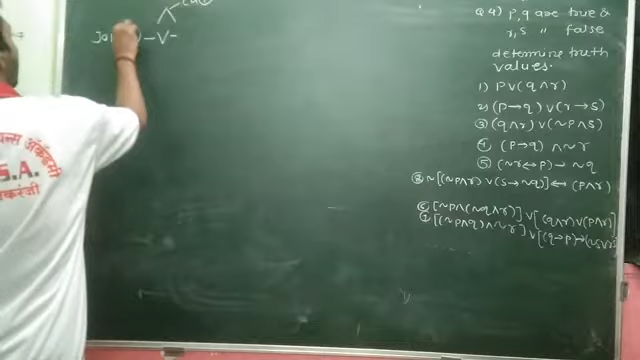 Q4) P, q are true &
r, s " false
determine truth
values.
1) P∨(q∧r)
2) (P→q)∨(r→s)
③ (q∧r)∨(~P∧s)
④ (P→q)∧~r
⑤ (~r↔P)→~q
⑧ ~[(~P∧r)∨(s→~q)]↔(P∧r)
⑥ [~P∧(~q∧r)]∨[(q∧r)∨(P∧r)]
⑦ [(~P∧q)∧~r]∨[(q→P)→(~s∨r)]
∧
—∨-
S.A.